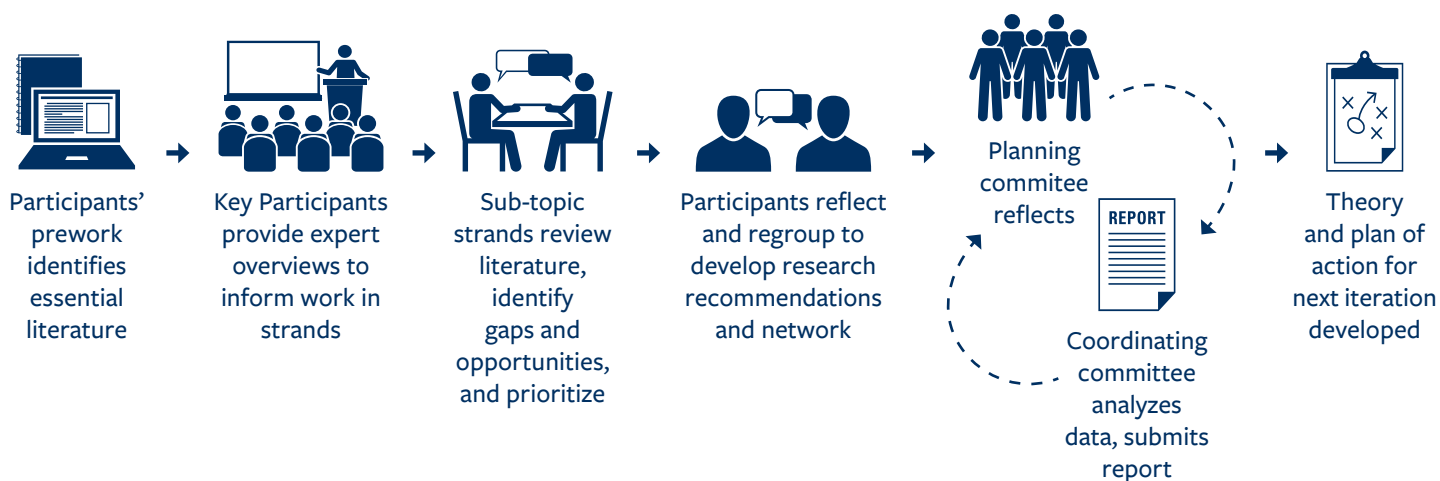 Participants’
prework
identifies
essential
literature
Key Participants
provide expert
overviews to
inform work in
strands
Sub-topic
strands review
literature,
identify
gaps and
opportunities,
and prioritize
Participants reflect
and regroup to
develop research
recommendations
and network
Planning
commitee
reflects
REPORT
Coordinating
committee
analyzes
data, submits
report
Theory
and plan of
action for
next iteration
developed